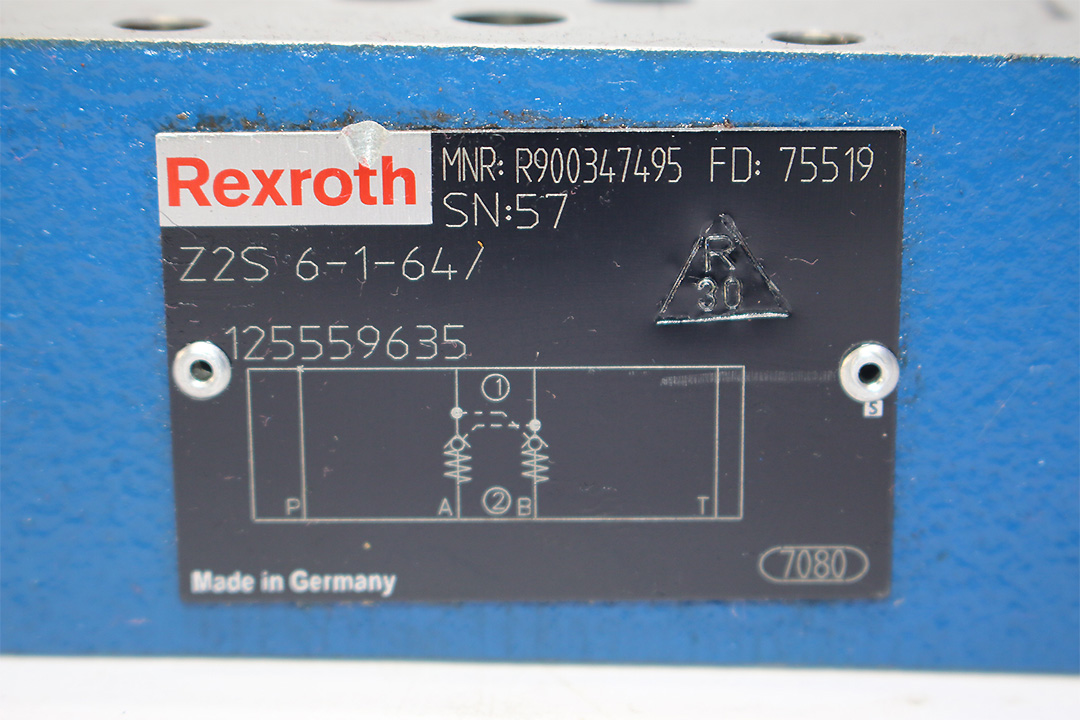 Rexroth
MNR: R900347495 FD: 75519
SN:57
Z2S 6-1-64/
R
30
125559635
1
P
A
2
B
T
5
7080
Made in Germany